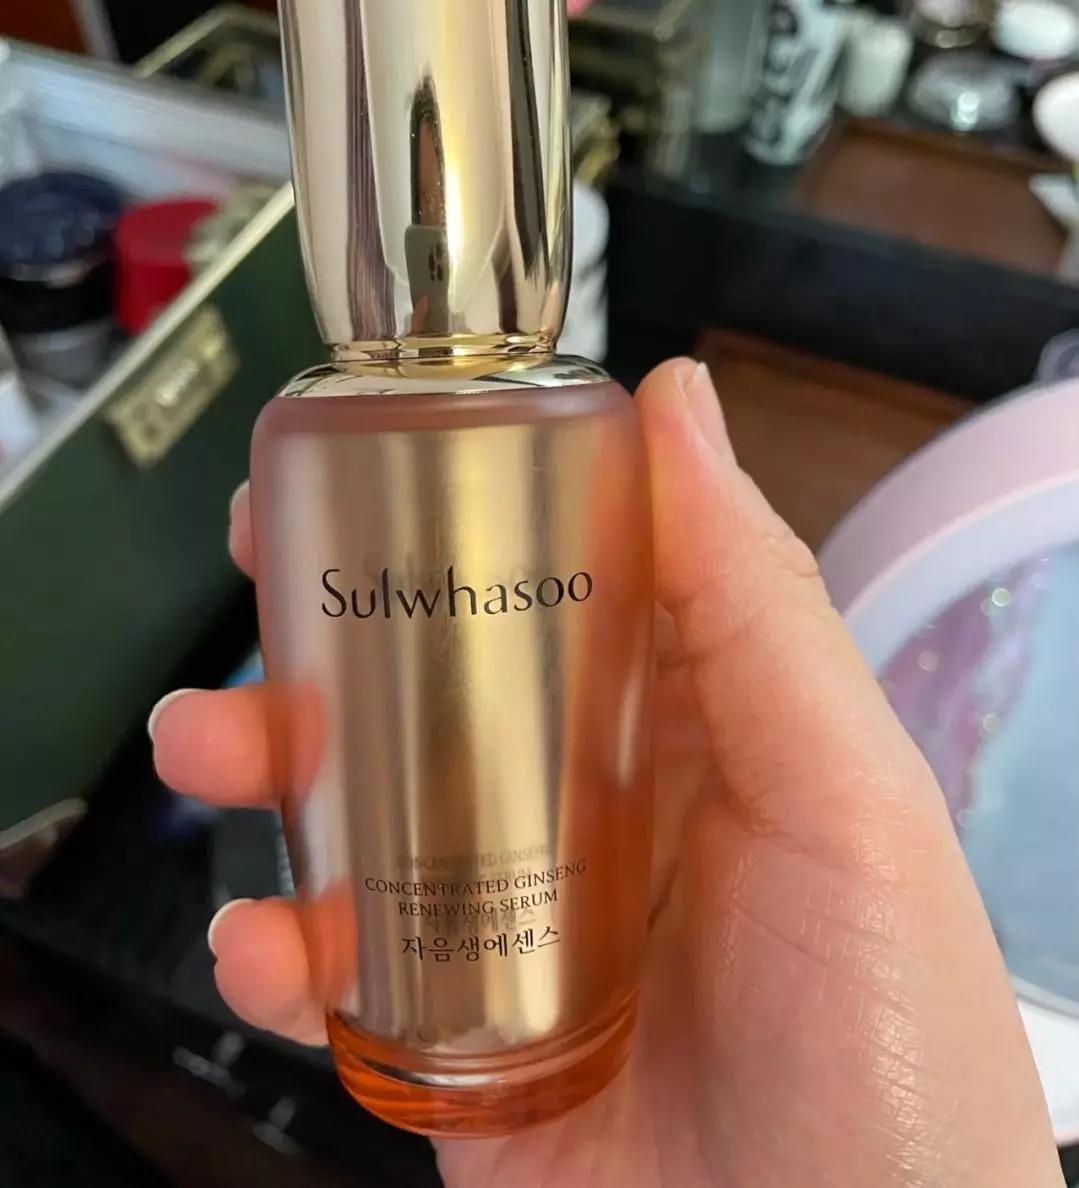 Sulwhasoo
CONCENTRATED GINSENG
RENEWING SERUM
자음생에센스